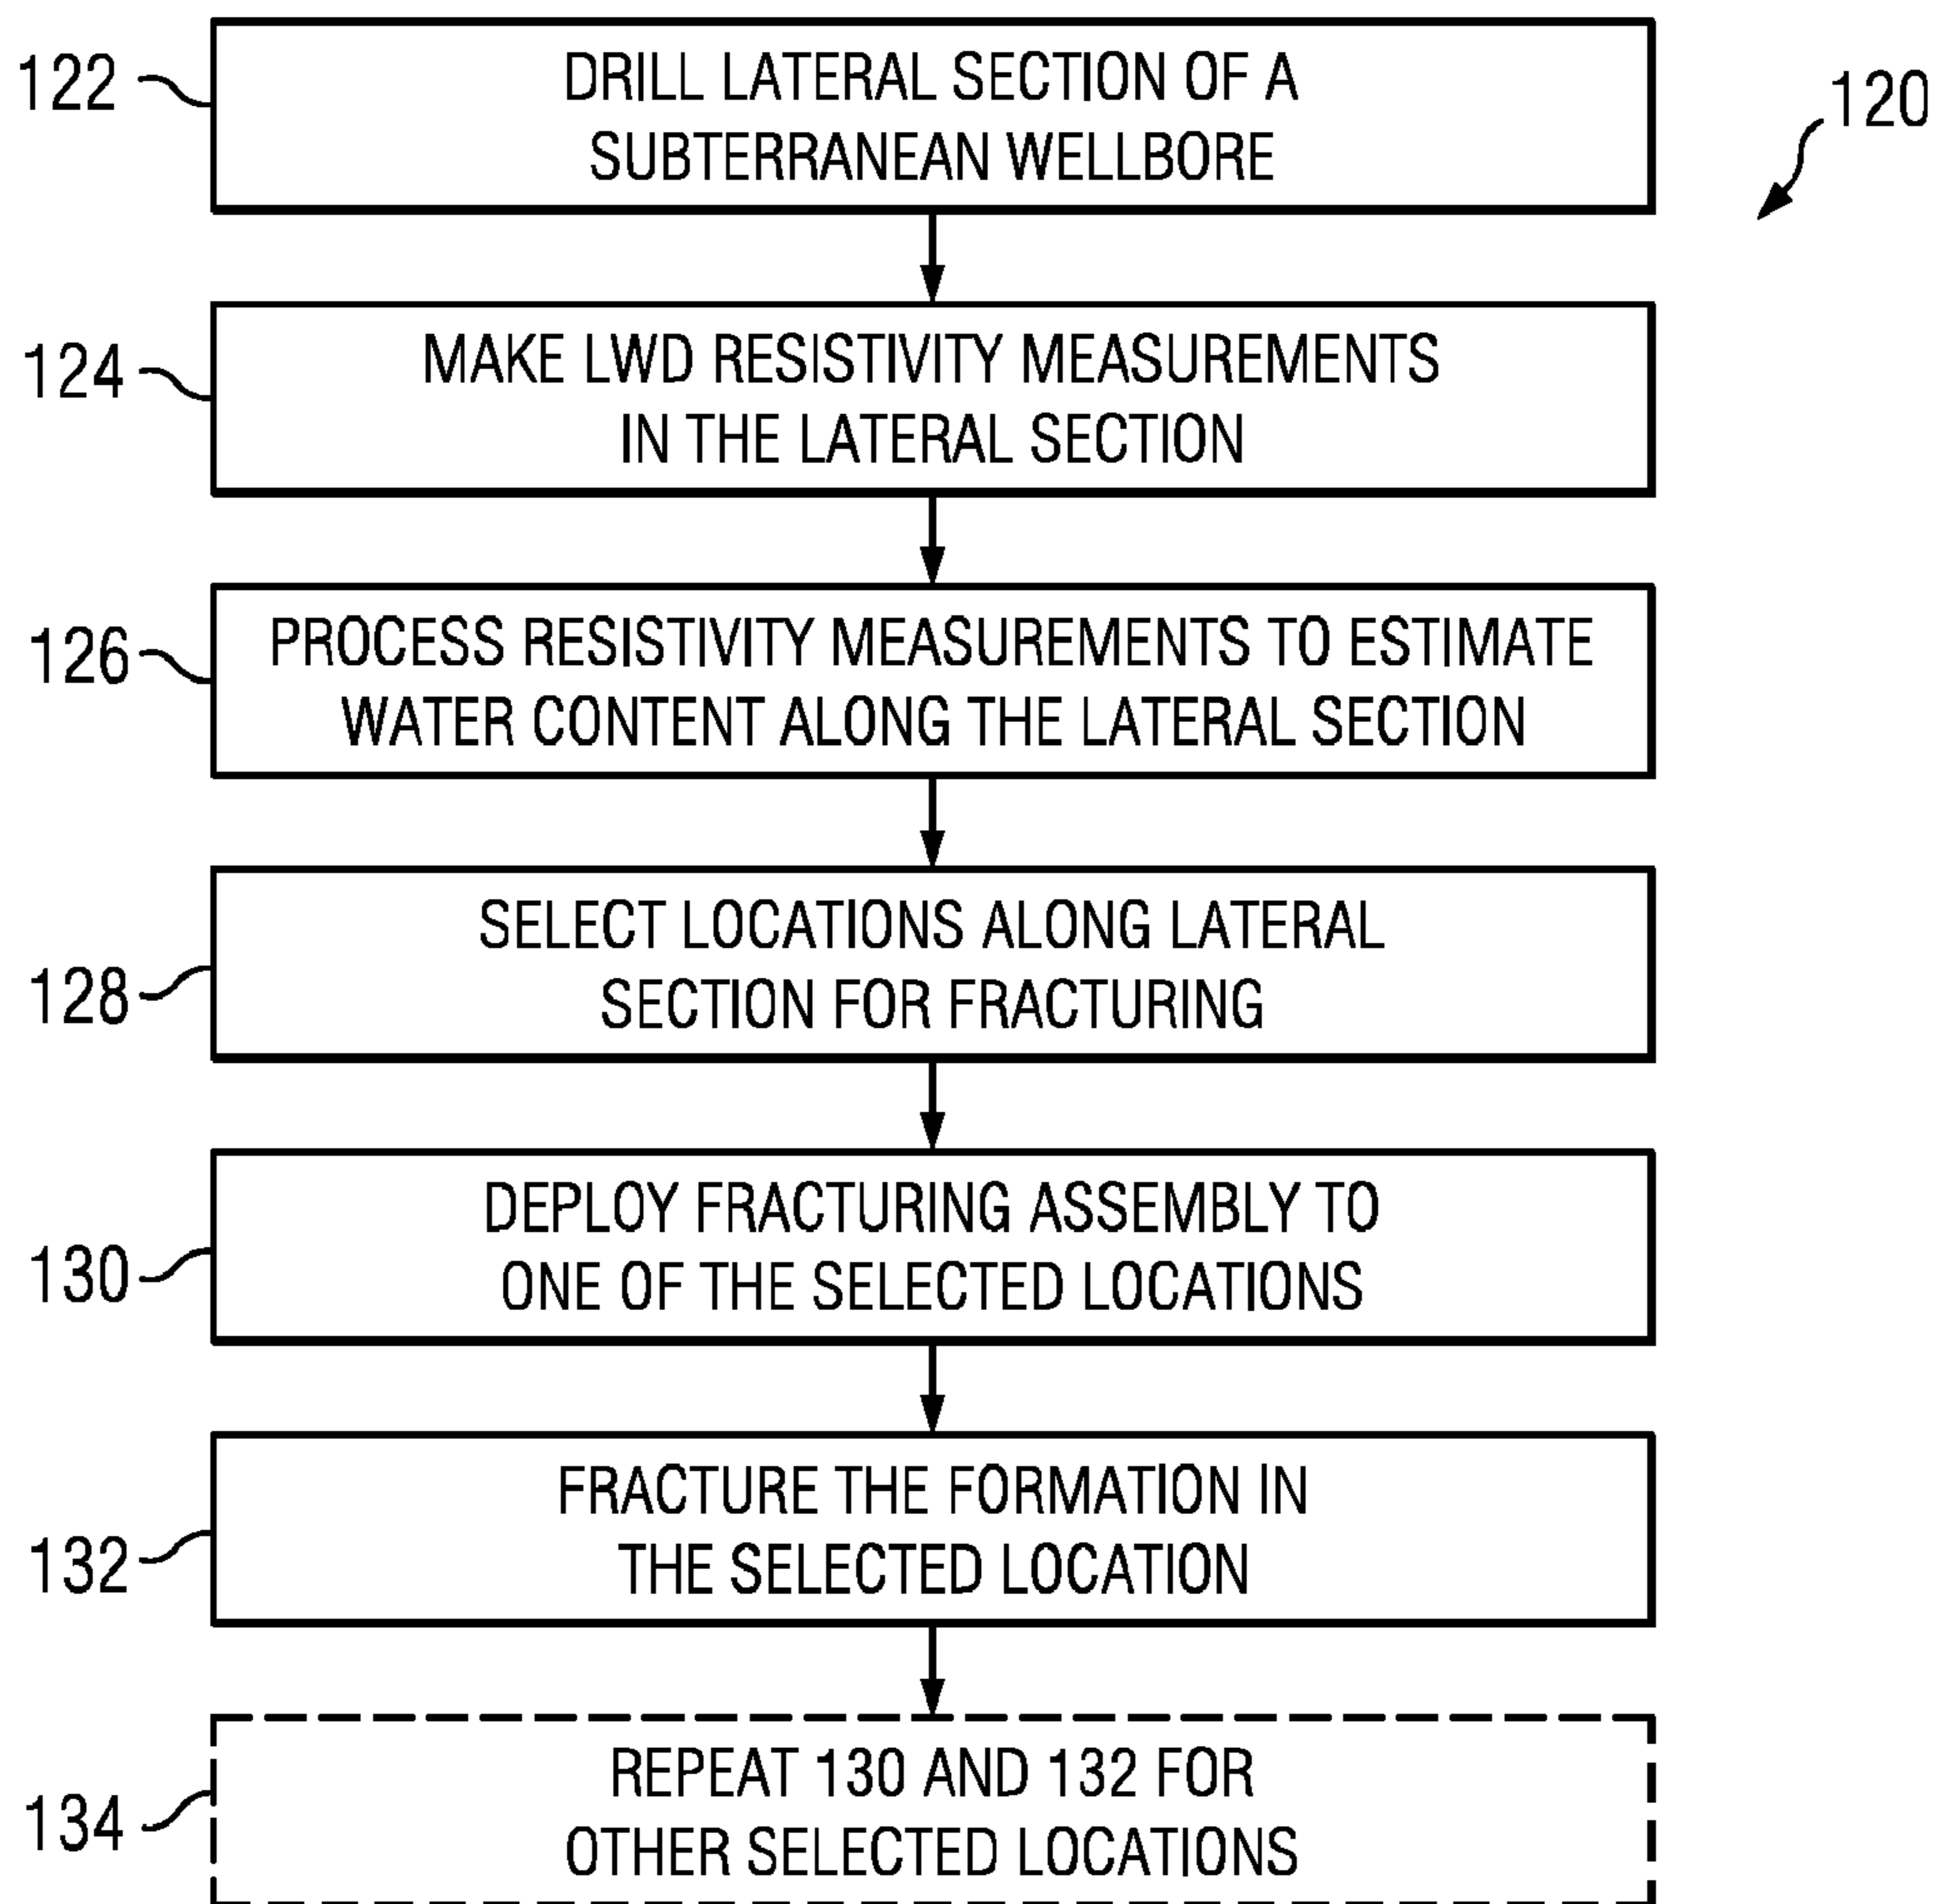 122
DRILL LATERAL SECTION OF A
SUBTERRANEAN WELLBORE
120
124
MAKE LWD RESISTIVITY MEASUREMENTS
IN THE LATERAL SECTION
126
PROCESS RESISTIVITY MEASUREMENTS TO ESTIMATE
WATER CONTENT ALONG THE LATERAL SECTION
128
SELECT LOCATIONS ALONG LATERAL
SECTION FOR FRACTURING
130
DEPLOY FRACTURING ASSEMBLY TO
ONE OF THE SELECTED LOCATIONS
132
FRACTURE THE FORMATION IN
THE SELECTED LOCATION
134
REPEAT 130 AND 132 FOR
OTHER SELECTED LOCATIONS